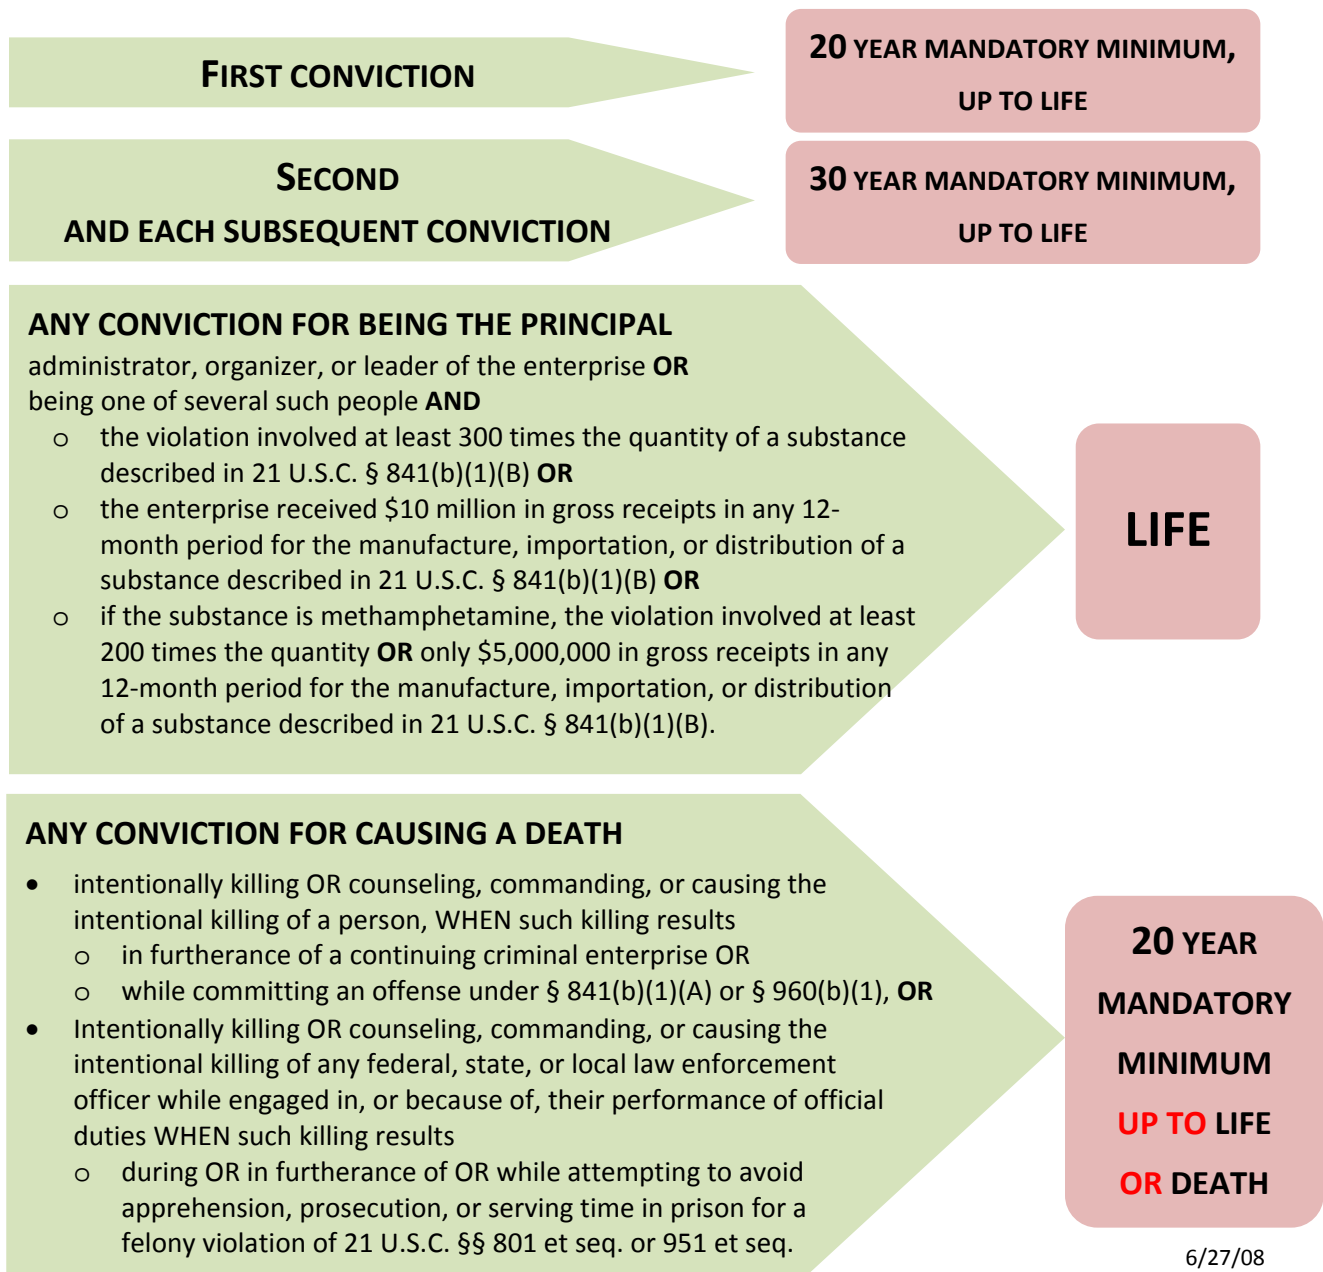 FIRST CONVICTION
20 YEAR MANDATORY MINIMUM,
UP TO LIFE
SECOND
AND EACH SUBSEQUENT CONVICTION
30 YEAR MANDATORY MINIMUM,
UP TO LIFE
ANY CONVICTION FOR BEING THE PRINCIPAL
administrator, organizer, or leader of the enterprise OR
being one of several such people AND
o the violation involved at least 300 times the quantity of a substance
described in 21 U.S.C. § 841(b)(1)(B) OR
o the enterprise received $10 million in gross receipts in any 12-
month period for the manufacture, importation, or distribution of a
substance described in 21 U.S.C. § 841(b)(1)(B) OR
o if the substance is methamphetamine, the violation involved at least
200 times the quantity OR only $5,000,000 in gross receipts in any
12-month period for the manufacture, importation, or distribution
of a substance described in 21 U.S.C. § 841(b)(1)(B).
LIFE
ANY CONVICTION FOR CAUSING A DEATH
• intentionally killing OR counseling, commanding, or causing the
intentional killing of a person, WHEN such killing results
o in furtherance of a continuing criminal enterprise OR
o while committing an offense under § 841(b)(1)(A) or § 960(b)(1), OR
• Intentionally killing OR counseling, commanding, or causing the
intentional killing of any federal, state, or local law enforcement
officer while engaged in, or because of, their performance of official
duties WHEN such killing results
o during OR in furtherance of OR while attempting to avoid
apprehension, prosecution, or serving time in prison for a
felony violation of 21 U.S.C. §§ 801 et seq. or 951 et seq.
20 YEAR
MANDATORY
MINIMUM
UP TO LIFE
OR DEATH
6/27/08